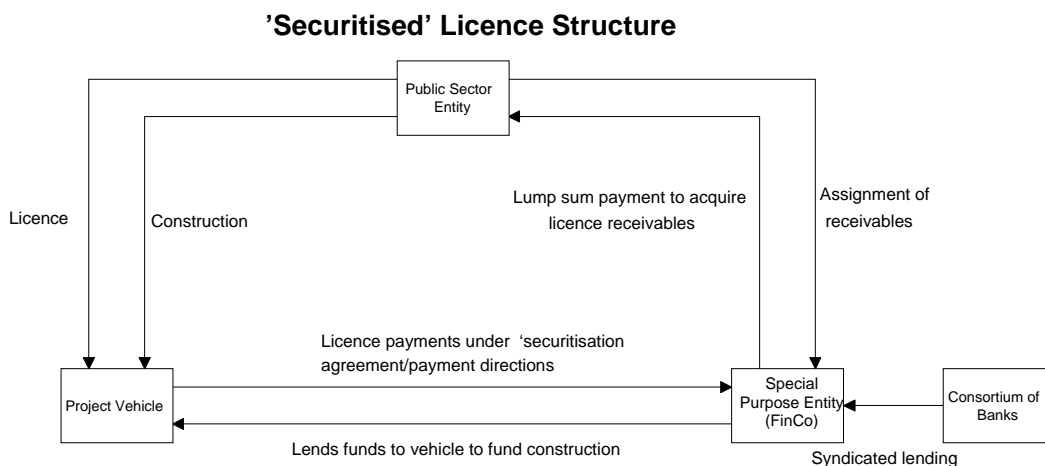 ’Securitised’ Licence Structure
Public Sector
Entity
Licence
Construction
Lump sum payment to acquire
licence receivables
Assignment of
receivables
Licence payments under ‘securitisation
agreement/payment directions
Project Vehicle
Special
Purpose Entity
(FinCo)
Consortium of
Banks
Lends funds to vehicle to fund construction
Syndicated lending